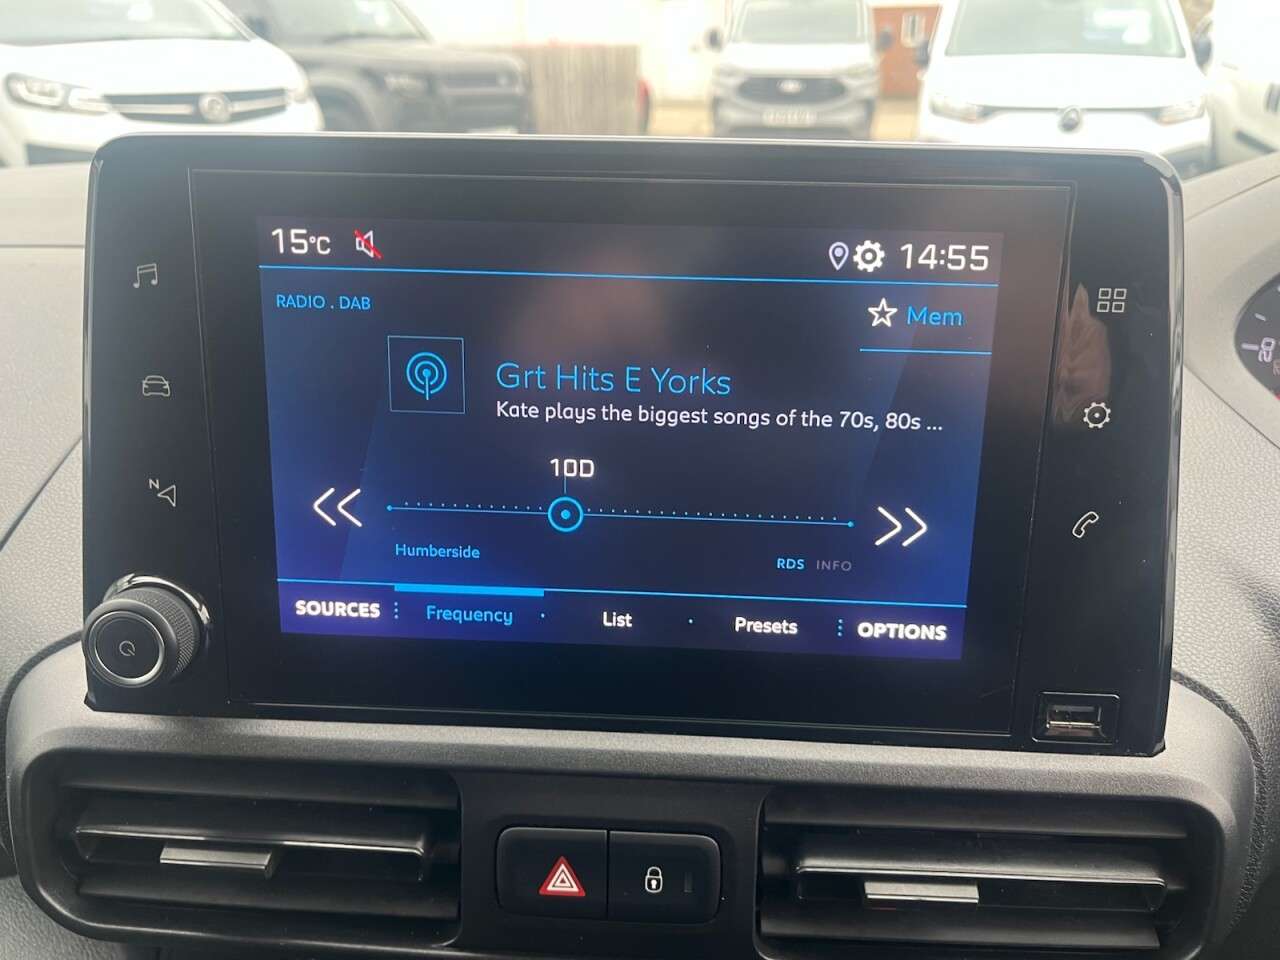 15°C
14:55
RADIO . DAB
Mem
Grt Hits E Yorks
Kate plays the biggest songs of the 70s, 80s ...
10D
Humberside
RDS INFO
SOURCES
Frequency
List
Presets
OPTIONS
N
20